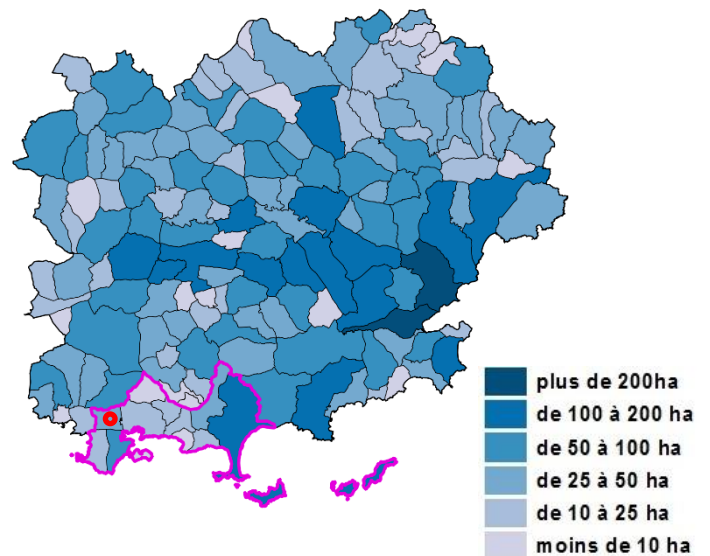 plus de 200ha
de 100 à 200 ha
de 50 à 100 ha
de 25 à 50 ha
de 10 à 25 ha
moins de 10 ha